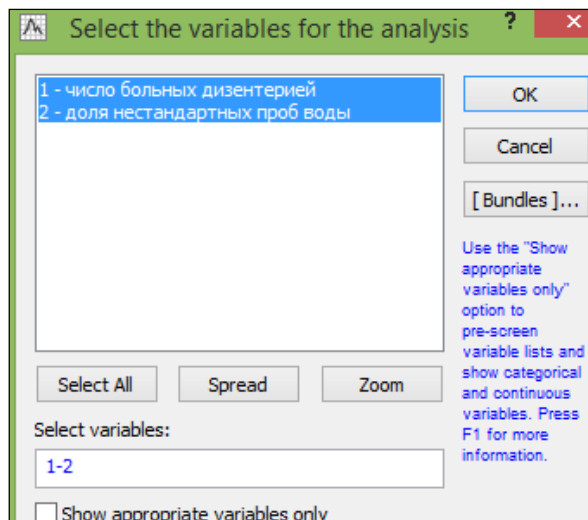 Select the variables for the analysis
?
1 - число больных дизентерией
2 - доля нестандартных проб воды
OK
Cancel
[ Bundles ]...
Use the "Show
appropriate
variables only"
option to
pre-screen
variable lists and
show categorical
and continuous
variables. Press
F1 for more
information.
Select All
Spread
Zoom
Select variables:
1-2
Show appropriate variables only